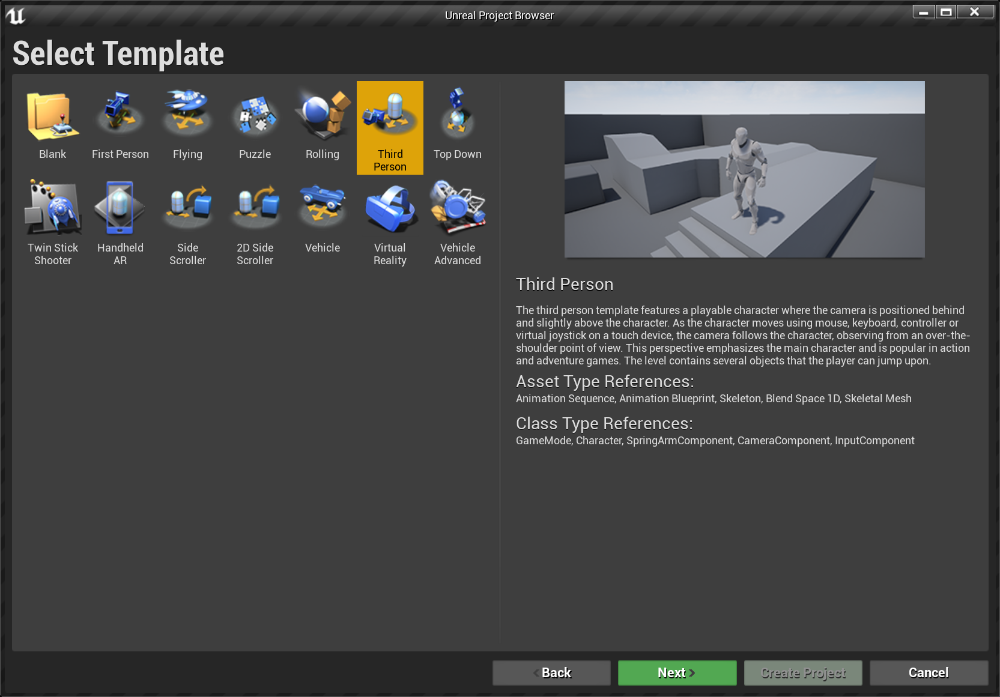 Unreal Project Browser
Select Template
Blank
First Person
Flying
Puzzle
Rolling
Third
Person
Top Down
Twin Stick
Shooter
Handheld
AR
Side
Scroller
2D Side
Scroller
Vehicle
Virtual
Reality
Vehicle
Advanced
Third Person
The third person template features a playable character where the camera is positioned behind
and slightly above the character. As the character moves using mouse, keyboard, controller or
virtual joystick on a touch device, the camera follows the character, observing from an over-the-
shoulder point of view. This perspective emphasizes the main character and is popular in action
and adventure games. The level contains several objects that the player can jump upon.
Asset Type References:
Animation Sequence, Animation Blueprint, Skeleton, Blend Space 1D, Skeletal Mesh
Class Type References:
GameMode, Character, SpringArmComponent, CameraComponent, InputComponent
Back
Next
Create Project
Cancel